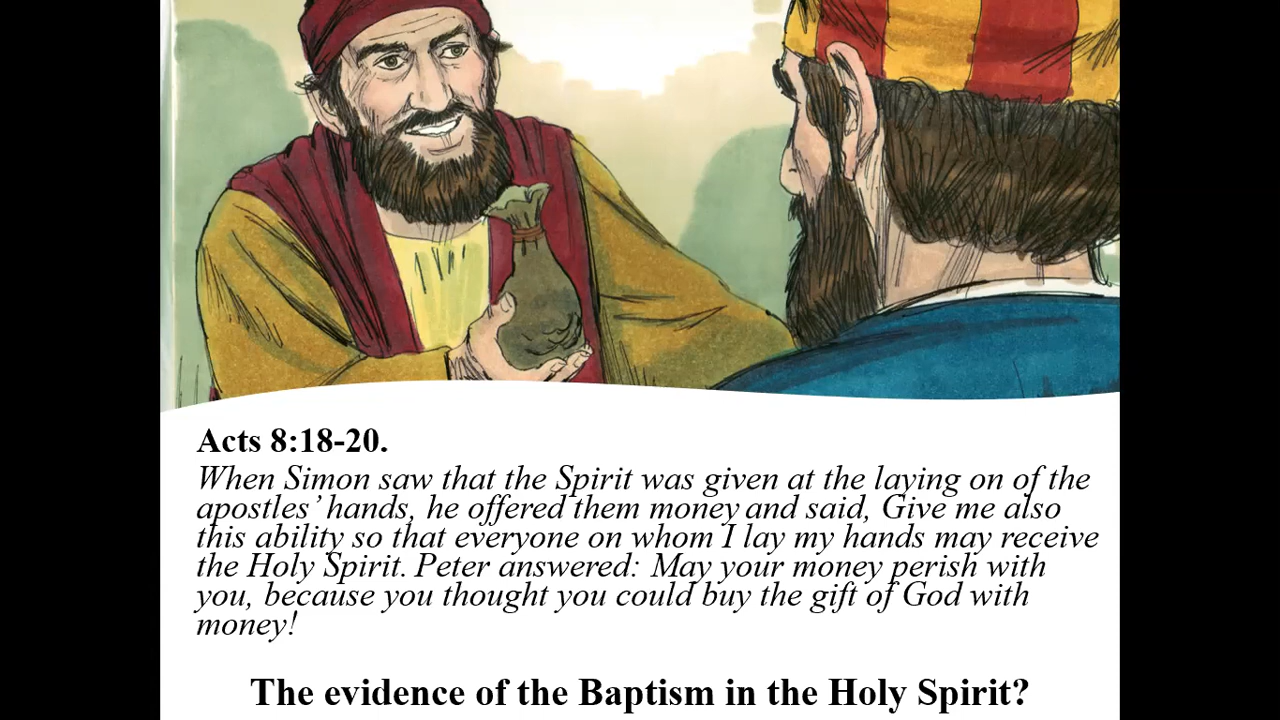 Acts 8:18-20.
When Simon saw that the Spirit was given at the laying on of the
apostles’ hands, he offered them money and said, Give me also
this ability so that everyone on whom I lay my hands may receive
the Holy Spirit. Peter answered: May your money perish with
you, because you thought you could buy the gift of God with
money!
The evidence of the Baptism in the Holy Spirit?